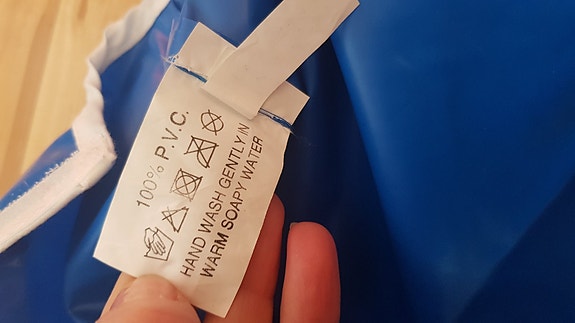 100% P.V.C.
HAND WASH GENTLY IN
WARM SOAPY WATER